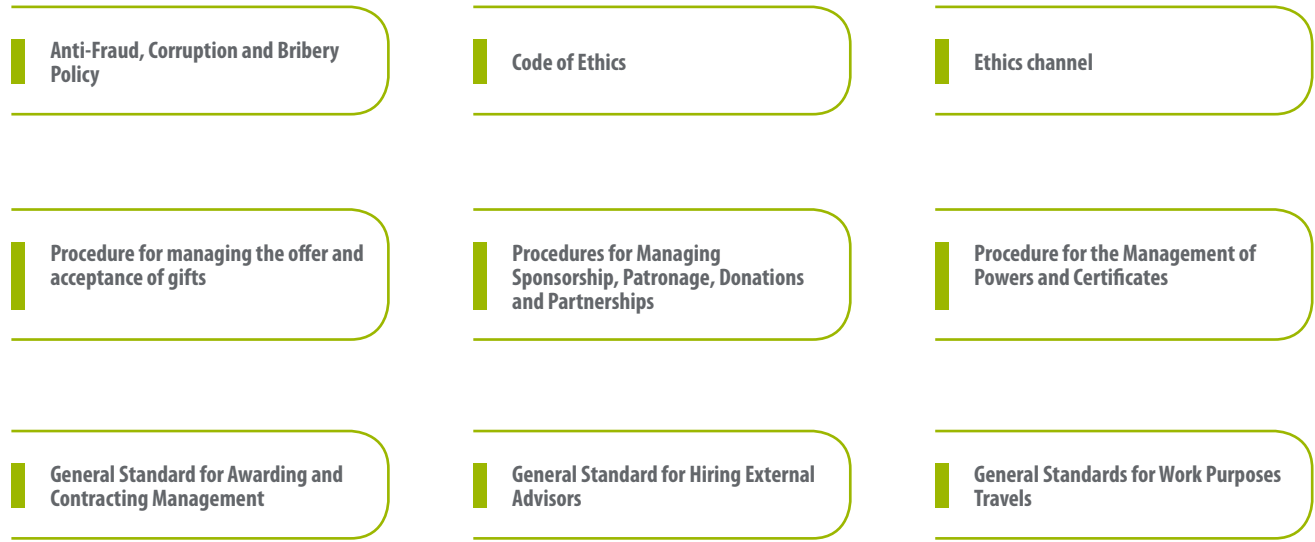 Anti-Fraud, Corruption and Bribery
Policy
Code of Ethics
Ethics channel
Procedure for managing the offer and
acceptance of gifts
Procedures for Managing
Sponsorship, Patronage, Donations
and Partnerships
Procedure for the Management of
Powers and Certificates
General Standard for Awarding and
Contracting Management
General Standard for Hiring External
Advisors
General Standards for Work Purposes
Travels